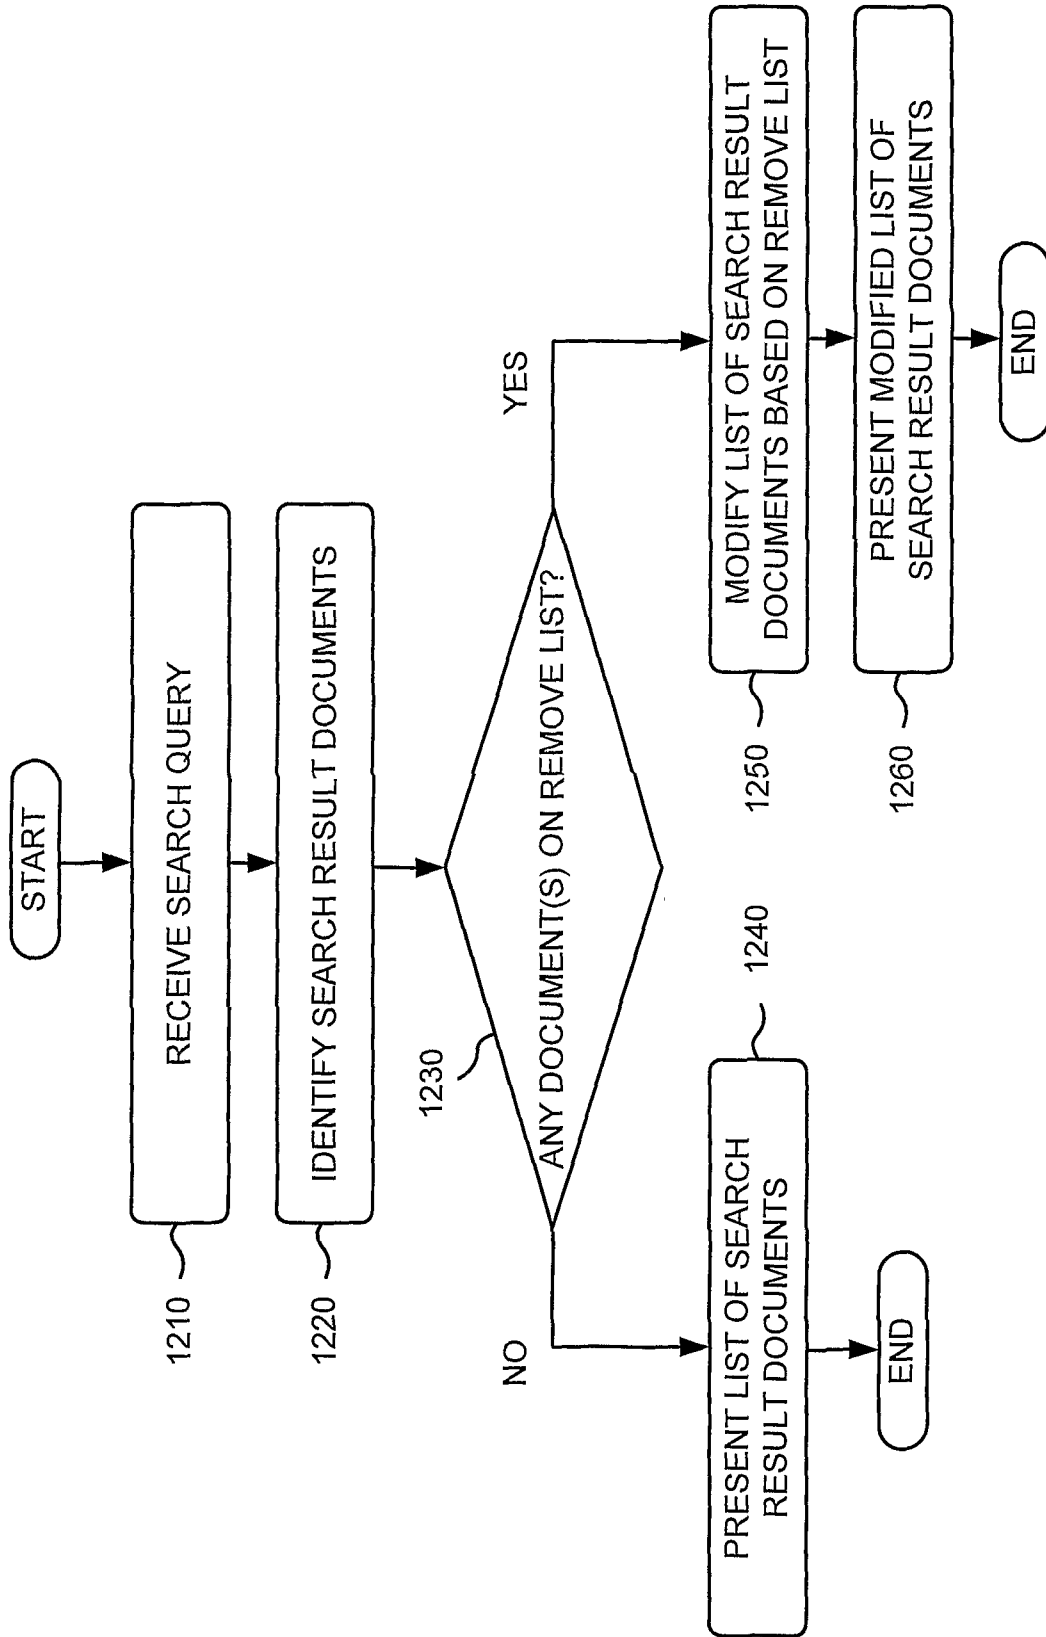 START
RECEIVE SEARCH QUERY
1210
IDENTIFY SEARCH RESULT DOCUMENTS
1220
1230
ANY DOCUMENT(S) ON REMOVE LIST?
NO
YES
PRESENT LIST OF SEARCH
RESULT DOCUMENTS
1240
END
MODIFY LIST OF SEARCH RESULT
DOCUMENTS BASED ON REMOVE LIST
1250
PRESENT MODIFIED LIST OF
SEARCH RESULT DOCUMENTS
1260
END